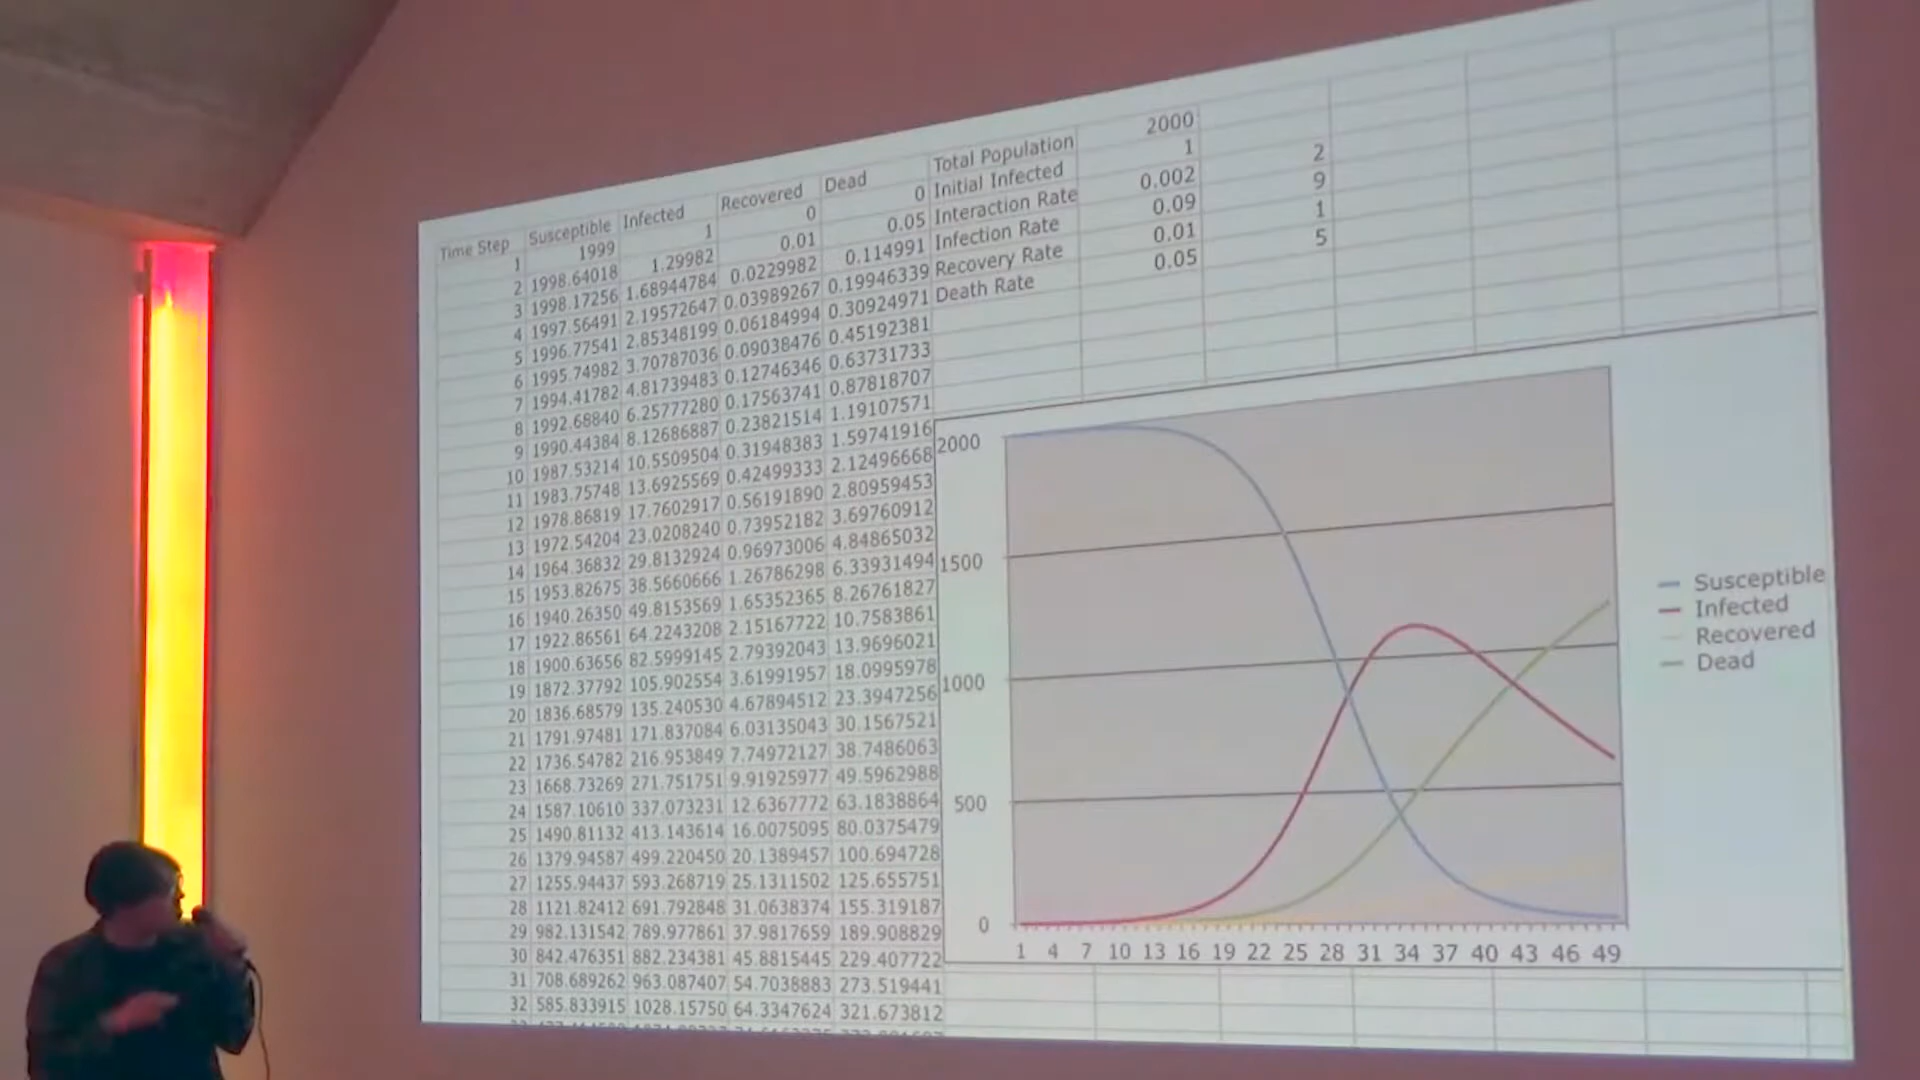 Time Step Susceptible Infected Recovered Dead Total Population 2000
1 1999 1 0 0 Initial Infected 1
2 1998.64018 1.29982 0.01 0.05 Interaction Rate 0.002 2
3 1998.17256 1.68944784 0.0229982 0.114991 Infection Rate 0.09 9
4 1997.56491 2.19572647 0.03989267 0.19946339 Recovery Rate 0.01 1
5 1996.77541 2.85348199 0.06184994 0.30924971 Death Rate 0.05 5
6 1995.74982 3.70787036 0.09038476 0.45192381
7 1994.41782 4.81739483 0.12746346 0.63731733
8 1992.68840 6.25777280 0.17563741 0.87818707
9 1990.44384 8.12686887 0.23821514 1.19107571
10 1987.53214 10.5509504 0.31948383 1.59741916
11 1983.75748 13.6925569 0.42499333 2.12496668
12 1978.86819 17.7602917 0.56191890 2.80959453
13 1972.54204 23.0208240 0.73952182 3.69760912
14 1964.36832 29.8132924 0.96973006 4.84865032
15 1953.82675 38.5660666 1.26786298 6.33931494
16 1940.26350 49.8153569 1.65352365 8.26761827
17 1922.86561 64.2243208 2.15167722 10.7583861
18 1900.63656 82.5999145 2.79392043 13.9696021
19 1872.37792 105.902554 3.61991957 18.0995978
20 1836.68579 135.240530 4.67894512 23.3947256
21 1791.97481 171.837084 6.03135043 30.1567521
22 1736.54782 216.953849 7.74972127 38.7486063
23 1668.73269 271.751751 9.91925977 49.5962988
24 1587.10610 337.073231 12.6367772 63.1838864
25 1490.81132 413.143614 16.0075095 80.0375479
26 1379.94587 499.220450 20.1389457 100.694728
27 1255.94437 593.268719 25.1311502 125.655751
28 1121.82412 691.792848 31.0638374 155.319187
29 982.131542 789.977861 37.9817659 189.908829
30 842.476351 882.234381 45.8815445 229.407722
31 708.689262 963.087407 54.7038883 273.519441
32 585.833915 1028.15750 64.3347624 321.673812
2000
1500
1000
500
0
1 4 7 10 13 16 19 22 25 28 31 34 37 40 43 46 49
Susceptible
Infected
Recovered
Dead